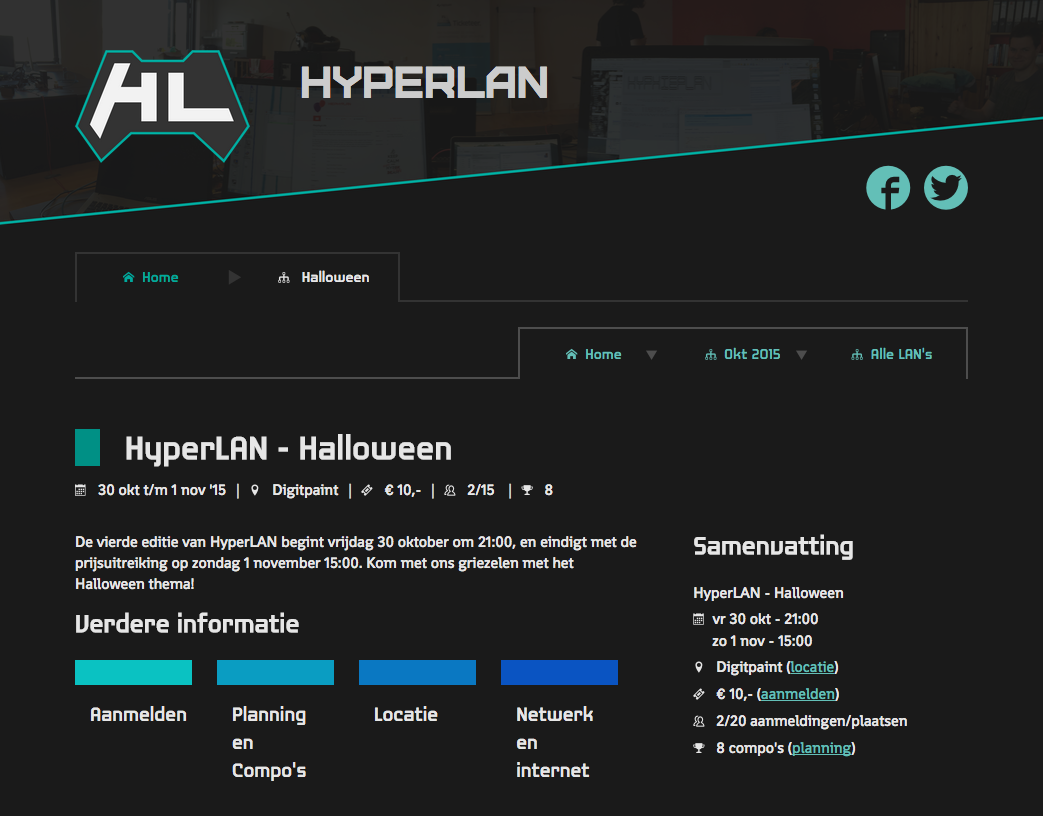 HL
HYPERLAN
Home
Halloween
Home
Okt 2015
Alle LAN's
HyperLAN - Halloween
30 okt t/m 1 nov '15 | Digitpaint | € 10,- | 2/15 | 8
De vierde editie van HyperLAN begint vrijdag 30 oktober om 21:00, en eindigt met de
prijsuitreiking op zondag 1 november 15:00. Kom met ons griezelen met het
Halloween thema!
Verdere informatie
Aanmelden
Planning
en
Compo's
Locatie
Netwerk
en
internet
Samenvatting
HyperLAN - Halloween
vr 30 okt - 21:00
zo 1 nov - 15:00
Digitpaint (locatie)
€ 10,- (aanmelden)
2/20 aanmeldingen/plaatsen
8 compo's (planning)